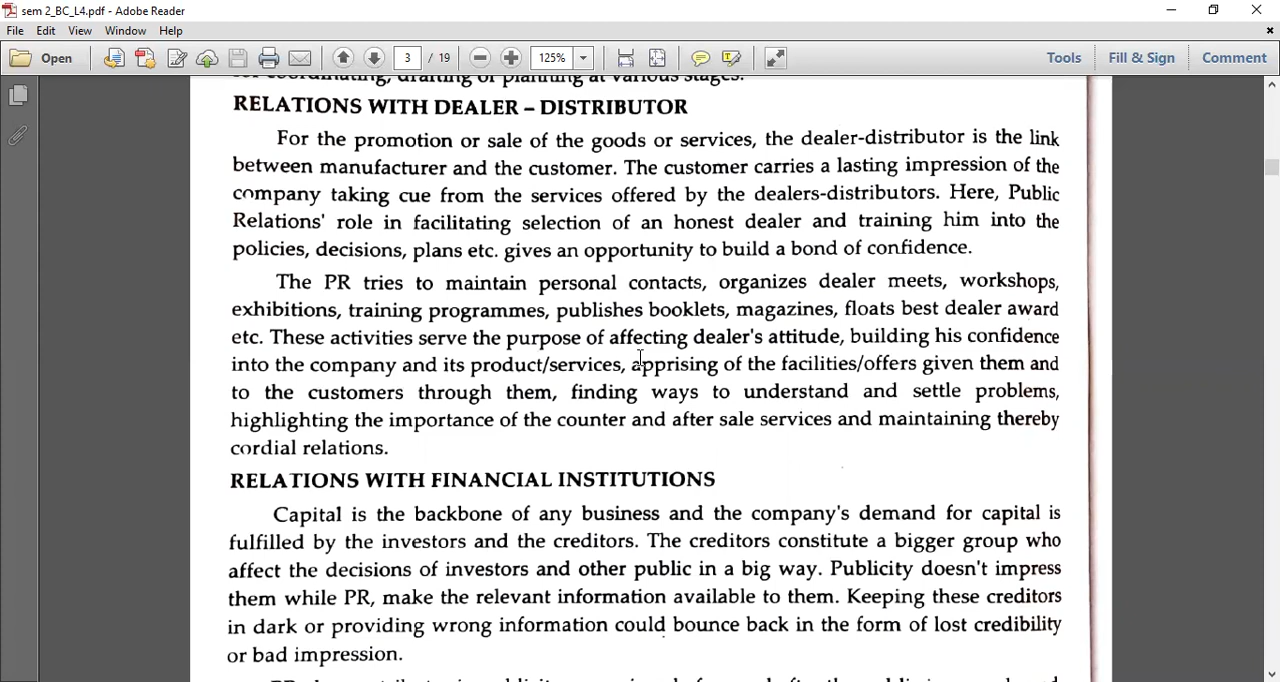 sem 2_BC_L4.pdf - Adobe Reader
File Edit View Window Help
Open 3 / 19 125% Tools Fill & Sign Comment
for coordinating, drafting or planning at various stages.
RELATIONS WITH DEALER – DISTRIBUTOR
For the promotion or sale of the goods or services, the dealer-distributor is the link
between manufacturer and the customer. The customer carries a lasting impression of the
company taking cue from the services offered by the dealers-distributors. Here, Public
Relations' role in facilitating selection of an honest dealer and training him into the
policies, decisions, plans etc. gives an opportunity to build a bond of confidence.
The PR tries to maintain personal contacts, organizes dealer meets, workshops,
exhibitions, training programmes, publishes booklets, magazines, floats best dealer award
etc. These activities serve the purpose of affecting dealer's attitude, building his confidence
into the company and its product/services, apprising of the facilities/offers given them and
to the customers through them, finding ways to understand and settle problems,
highlighting the importance of the counter and after sale services and maintaining thereby
cordial relations.
RELATIONS WITH FINANCIAL INSTITUTIONS
Capital is the backbone of any business and the company's demand for capital is
fulfilled by the investors and the creditors. The creditors constitute a bigger group who
affect the decisions of investors and other public in a big way. Publicity doesn't impress
them while PR, make the relevant information available to them. Keeping these creditors
in dark or providing wrong information could bounce back in the form of lost credibility
or bad impression.